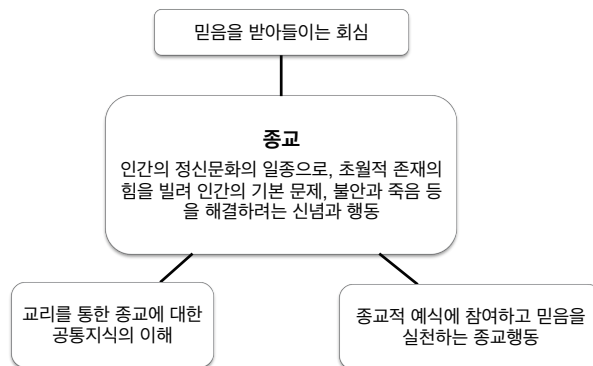 믿음을 받아들이는 회심
종교
인간의 정신문화의 일종으로, 초월적 존재의
힘을 빌려 인간의 기본 문제, 불안과 죽음 등
을 해결하려는 신념과 행동
교리를 통한 종교에 대한
공통지식의 이해
종교적 예식에 참여하고 믿음을
실천하는 종교행동